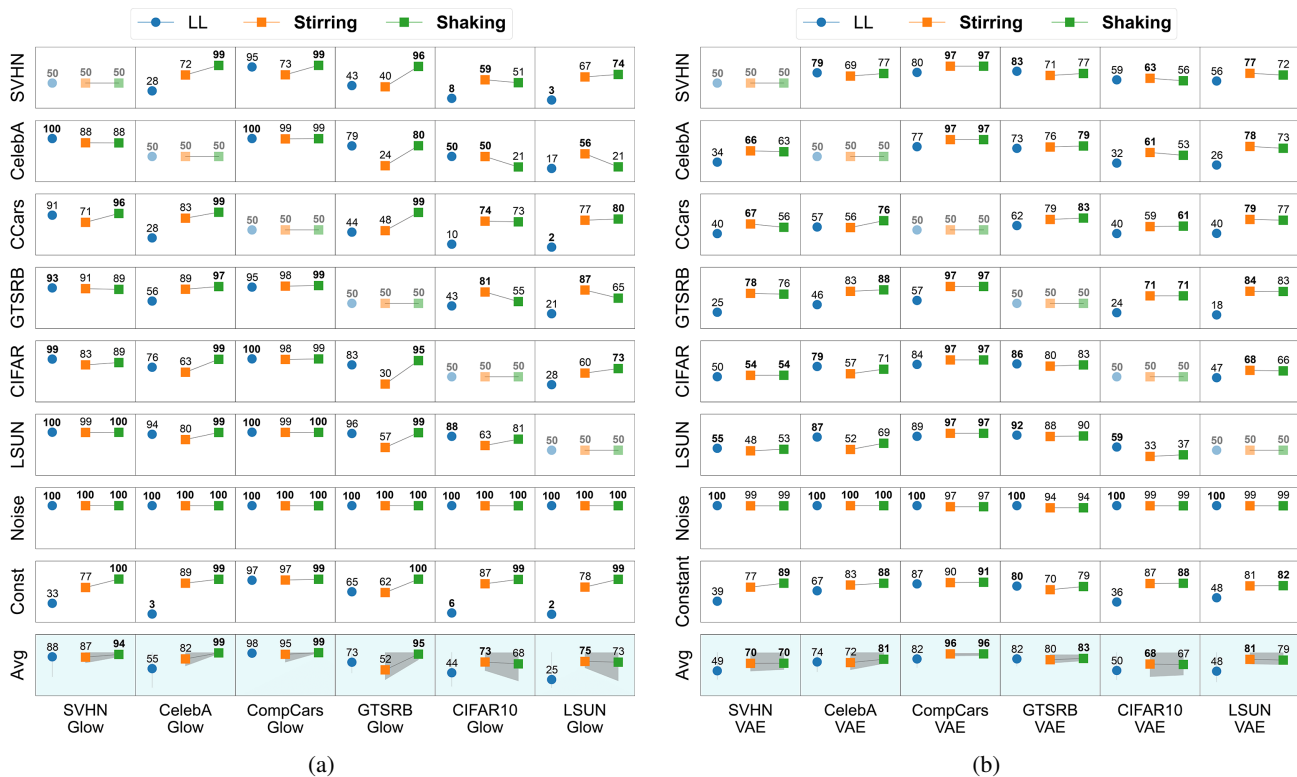 LL Stirring Shaking
SVHN 50 50 50 28 72 99 95 73 99 43 40 96 8 59 51 3 67 74
CelebA 100 88 88 50 50 50 100 99 99 79 24 80 50 50 21 17 56 21
CCars 91 71 96 28 83 99 50 50 50 44 48 99 10 74 73 2 77 80
GTSRB 93 91 89 56 89 97 95 98 99 50 50 50 43 81 55 21 87 65
CIFAR 99 83 89 76 63 99 100 98 99 83 30 95 50 50 50 28 60 73
LSUN 100 99 100 94 80 99 100 99 100 96 57 99 88 63 81 50 50 50
Noise 100 100 100 100 100 100 100 100 100 100 100 100 100 100 100 100 100 100
Const 33 77 100 3 89 99 97 97 99 65 62 100 6 87 99 2 78 99
Avg 88 87 94 55 82 99 98 95 99 73 52 95 44 73 68 25 75 73
SVHN CelebA CompCars GTSRB CIFAR10 LSUN
Glow Glow Glow Glow Glow Glow
(a)
LL Stirring Shaking
SVHN 50 50 50 79 69 77 80 97 97 83 71 77 59 63 56 56 77 72
CelebA 34 66 63 50 50 50 77 97 97 73 76 79 32 61 53 26 78 73
CCars 40 67 56 57 56 76 50 50 50 62 79 83 40 59 61 40 79 77
GTSRB 25 78 76 46 83 88 57 97 97 50 50 50 24 71 71 18 84 83
CIFAR 50 54 54 79 57 71 84 97 97 86 80 83 50 50 50 47 68 66
LSUN 55 48 53 87 52 69 89 97 97 92 88 90 59 33 37 50 50 50
Noise 100 99 99 100 100 100 100 97 97 100 94 94 100 99 99 100 99 99
Constant 39 77 89 67 83 88 87 90 91 80 70 79 36 87 88 48 81 82
Avg 49 70 70 74 72 81 82 96 96 82 80 83 50 68 67 48 81 79
SVHN CelebA CompCars GTSRB CIFAR10 LSUN
VAE VAE VAE VAE VAE VAE
(b)